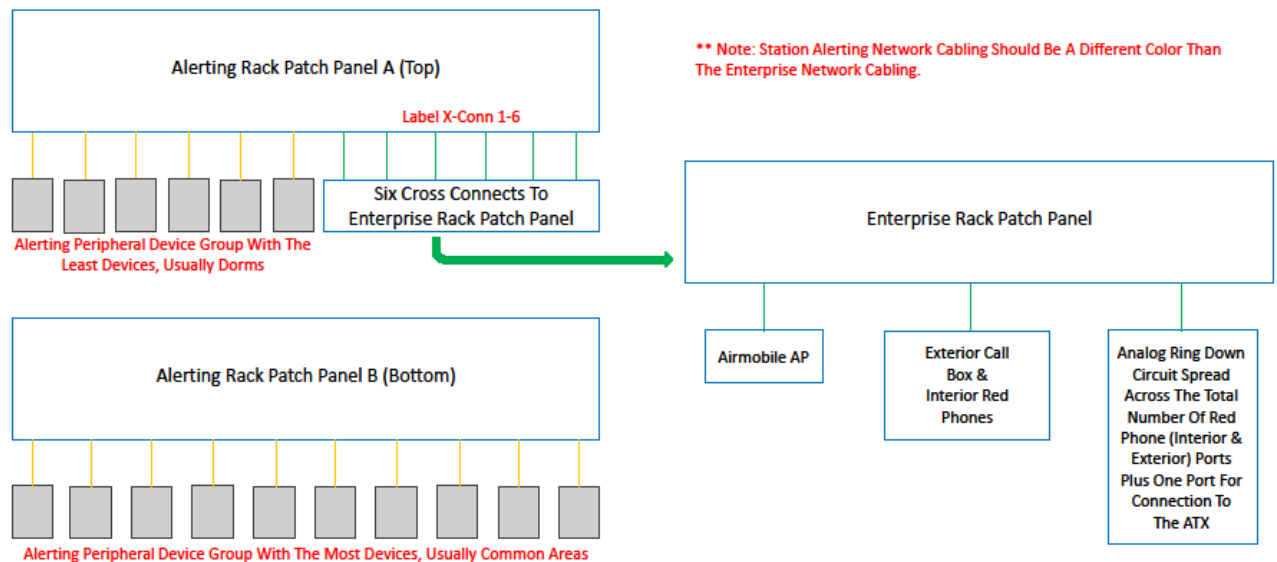 Alerting Rack Patch Panel A (Top)
Label X-Conn 1-6
Six Cross Connects To
Enterprise Rack Patch Panel
Alerting Peripheral Device Group With The
Least Devices, Usually Dorms
** Note: Station Alerting Network Cabling Should Be A Different Color Than
The Enterprise Network Cabling.
Enterprise Rack Patch Panel
Airmobile AP
Exterior Call
Box &
Interior Red
Phones
Analog Ring Down
Circuit Spread
Across The Total
Number Of Red
Phone (Interior &
Exterior) Ports
Plus One Port For
Connection To
The ATX
Alerting Rack Patch Panel B (Bottom)
Alerting Peripheral Device Group With The Most Devices, Usually Common Areas